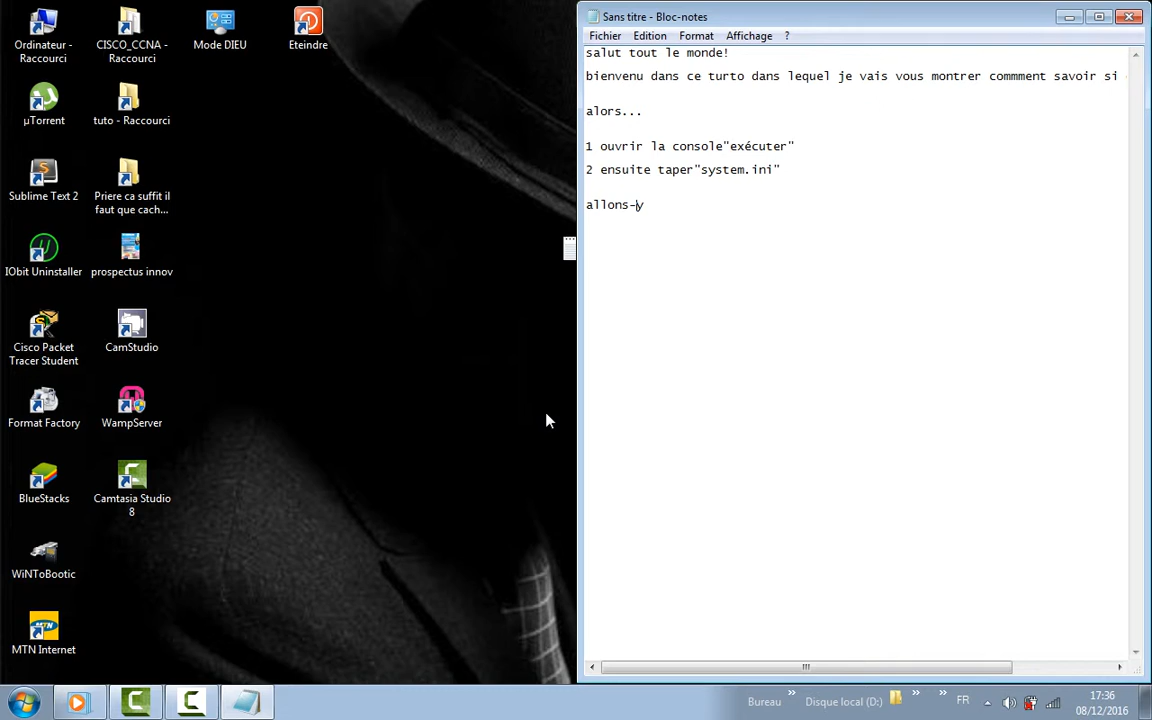 Ordinateur -
Raccourci
CISCO_CCNA -
Raccourci
Mode DIEU
Eteindre
µTorrent
tuto - Raccourci
Sublime Text 2
Priere ca suffit il
faut que cach...
IObit Uninstaller
prospectus innov
Cisco Packet
Tracer Student
CamStudio
Format Factory
WampServer
BlueStacks
Camtasia Studio
8
WiNToBootic
MTN
MTN Internet
Sans titre - Bloc-notes
Fichier Edition Format Affichage ?
salut tout le monde!
bienvenu dans ce turto dans lequel je vais vous montrer commment savoir si
alors...
1 ouvrir la console"exécuter"
2 ensuite taper"system.ini"
allons-y
Bureau » Disque local (D:) » » FR 17:36
08/12/2016